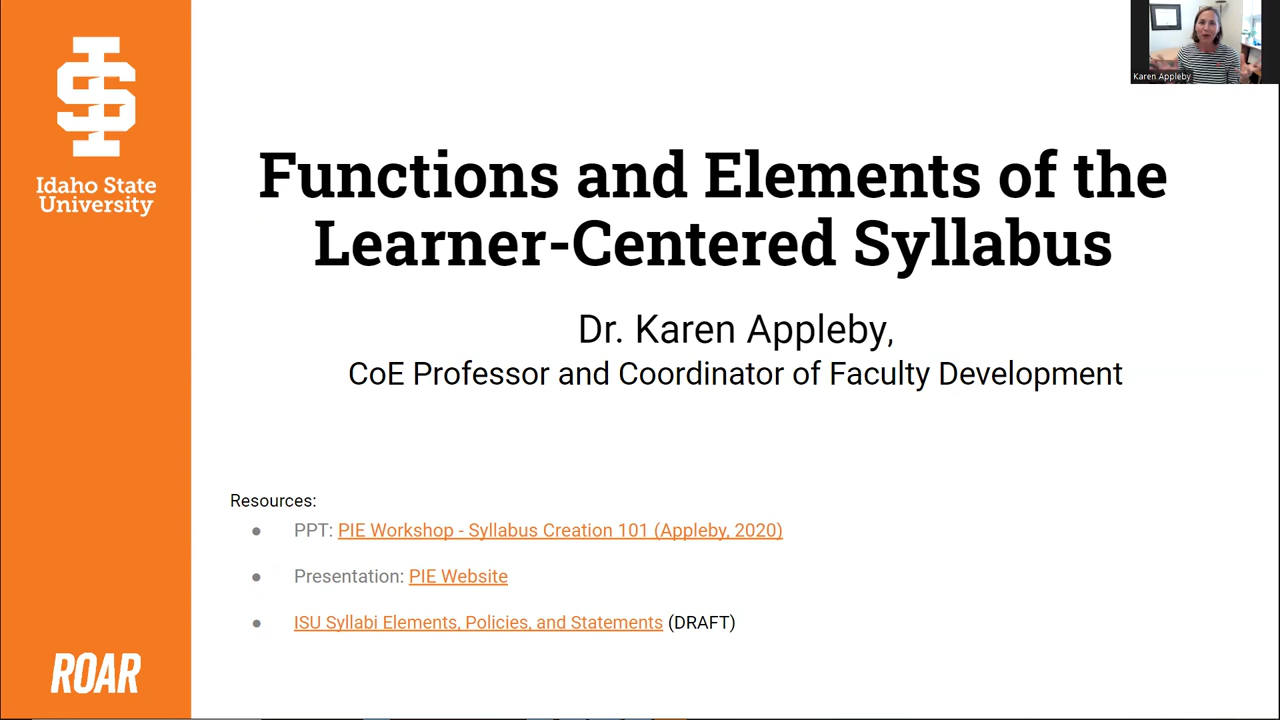 Idaho State
University
Karen Appleby
Functions and Elements of the
Learner-Centered Syllabus
Dr. Karen Appleby,
CoE Professor and Coordinator of Faculty Development
Resources:
● PPT: PIE Workshop - Syllabus Creation 101 (Appleby, 2020)
● Presentation: PIE Website
● ISU Syllabi Elements, Policies, and Statements (DRAFT)
ROAR